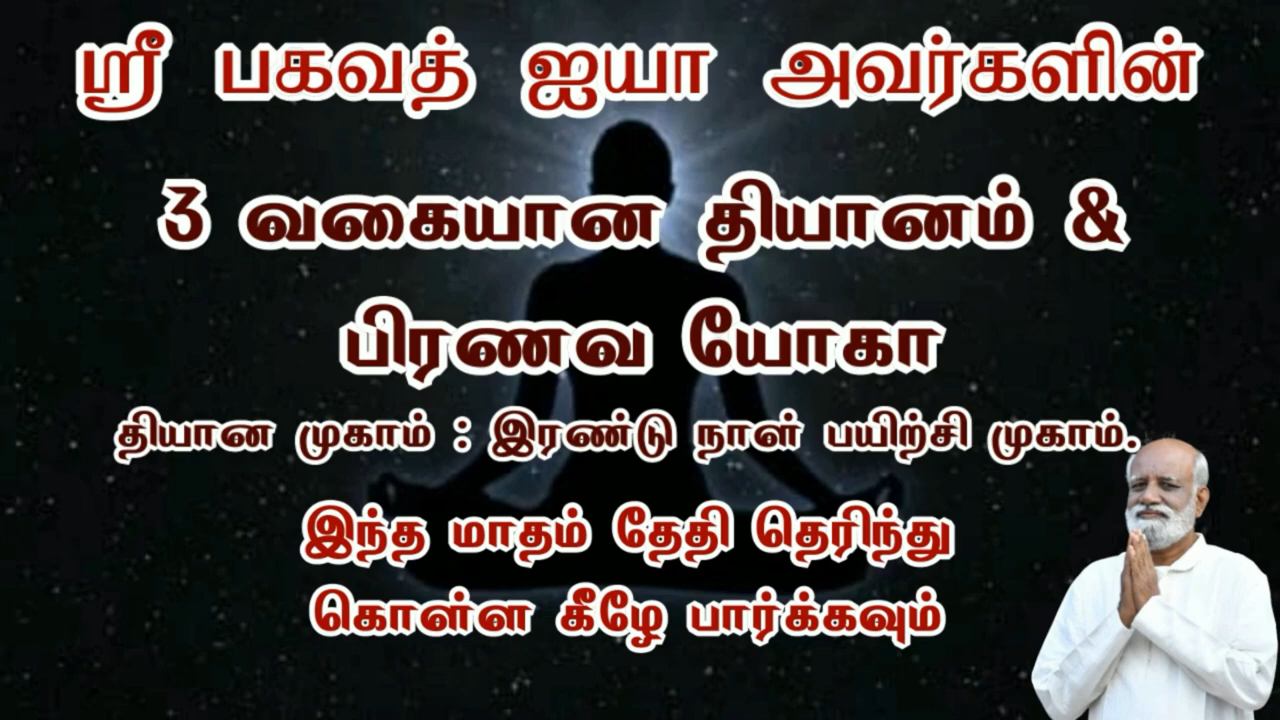 ஸ்ரீ பகவத் ஐயா அவர்களின்
3 வகையான தியானம் &
பிரணவ யோகா
தியான முகாம் : இரண்டு நாள் பயிற்சி முகாம்.
இந்த மாதம் தேதி தெரிந்து
கொள்ள கீழே பார்க்கவும்